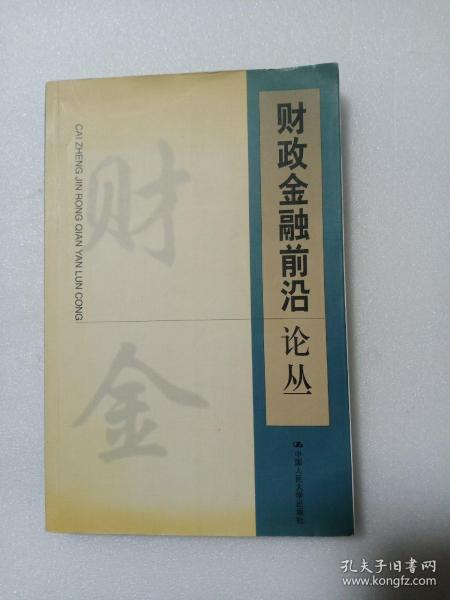 财政金融前沿
论丛
CAI ZHENG JIN RONG QIAN YAN LUN CONG
财
金
中国人民大学出版社
孔夫子旧书网
www.kongfz.com